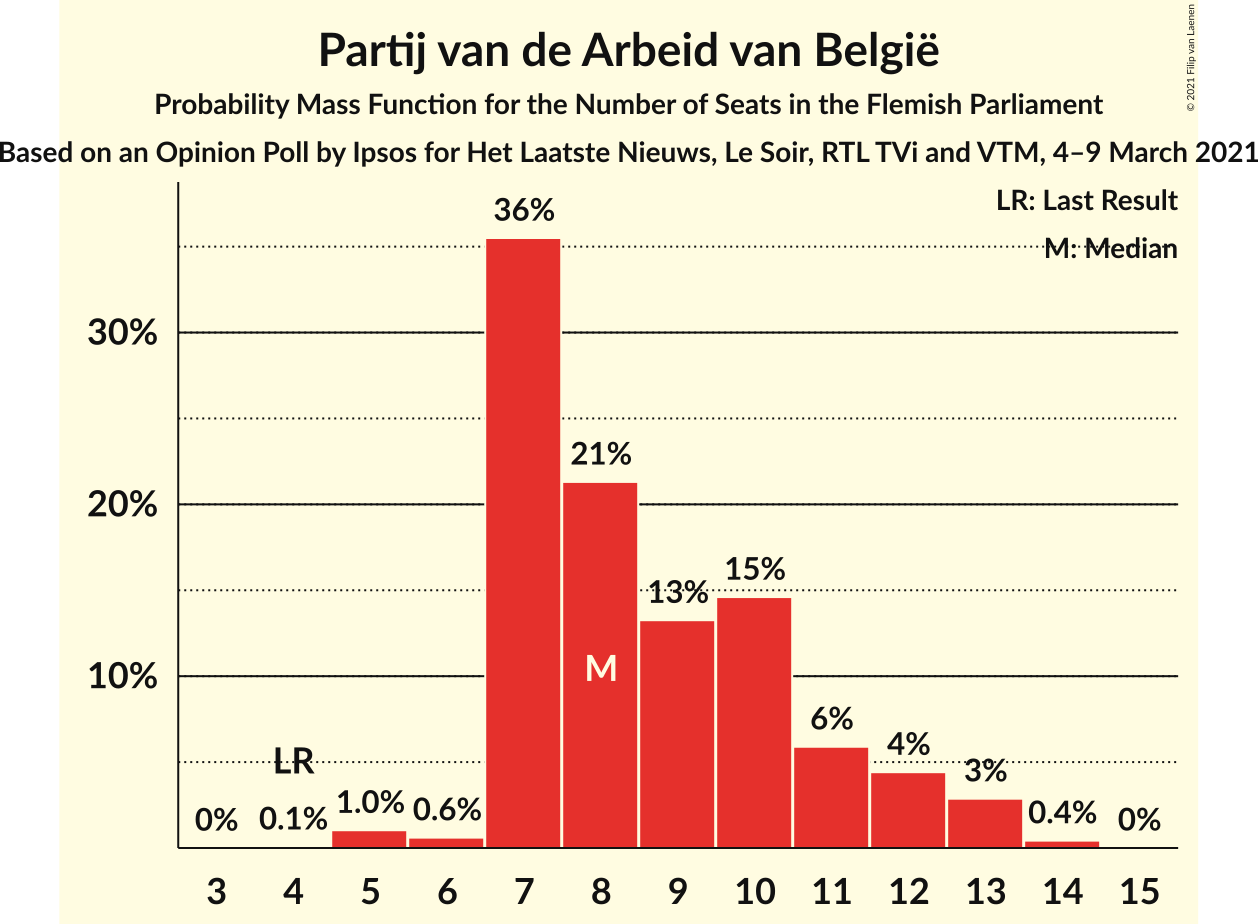 Partij van de Arbeid van België
Probability Mass Function for the Number of Seats in the Flemish Parliament
Based on an Opinion Poll by Ipsos for Het Laatste Nieuws, Le Soir, RTL TVi and VTM, 4–9 March 2021
© 2021 Filip van Laenen
LR: Last Result
M: Median
36%
30%
21%
20%
15%
13%
M
10%
6%
4%
3%
LR
1.0%
0.6%
0.4%
0%
0.1%
0%
3 4 5 6 7 8 9 10 11 12 13 14 15